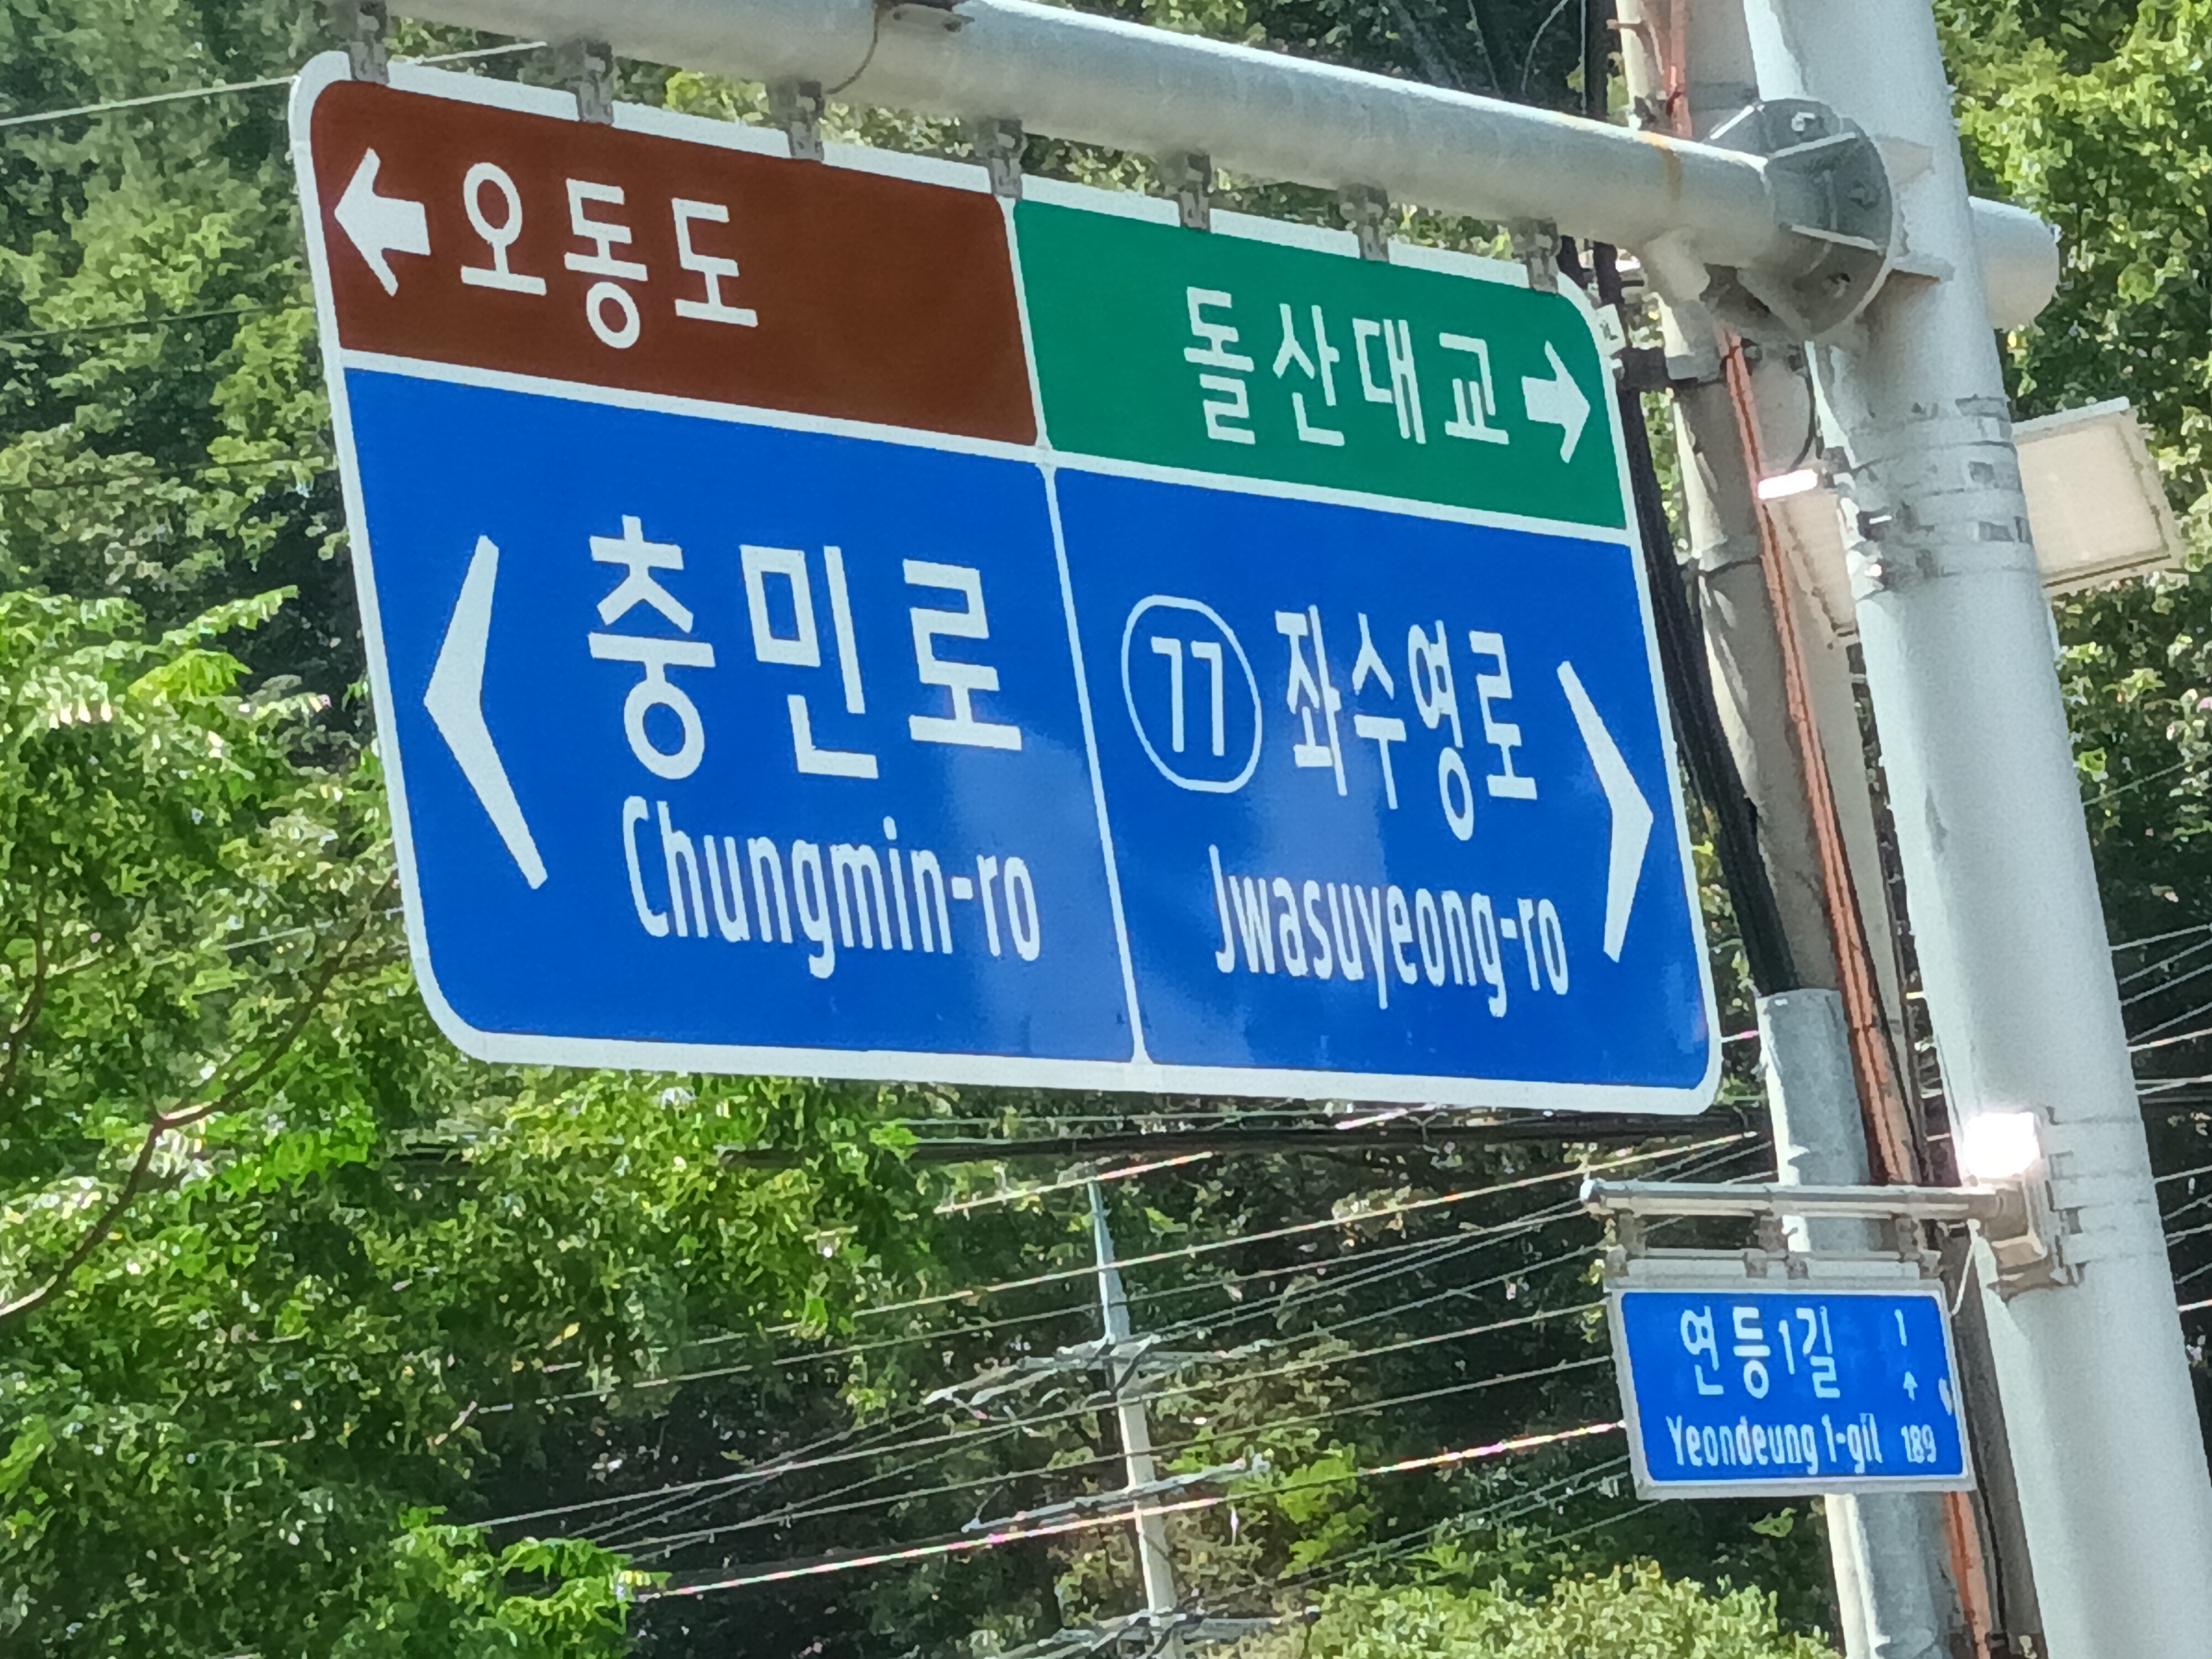 오동도
돌산대교
충민로
Chungmin-ro
77 좌수영로
Jwasuyeong-ro
연등1길 1
Yeondeung 1-gil 189